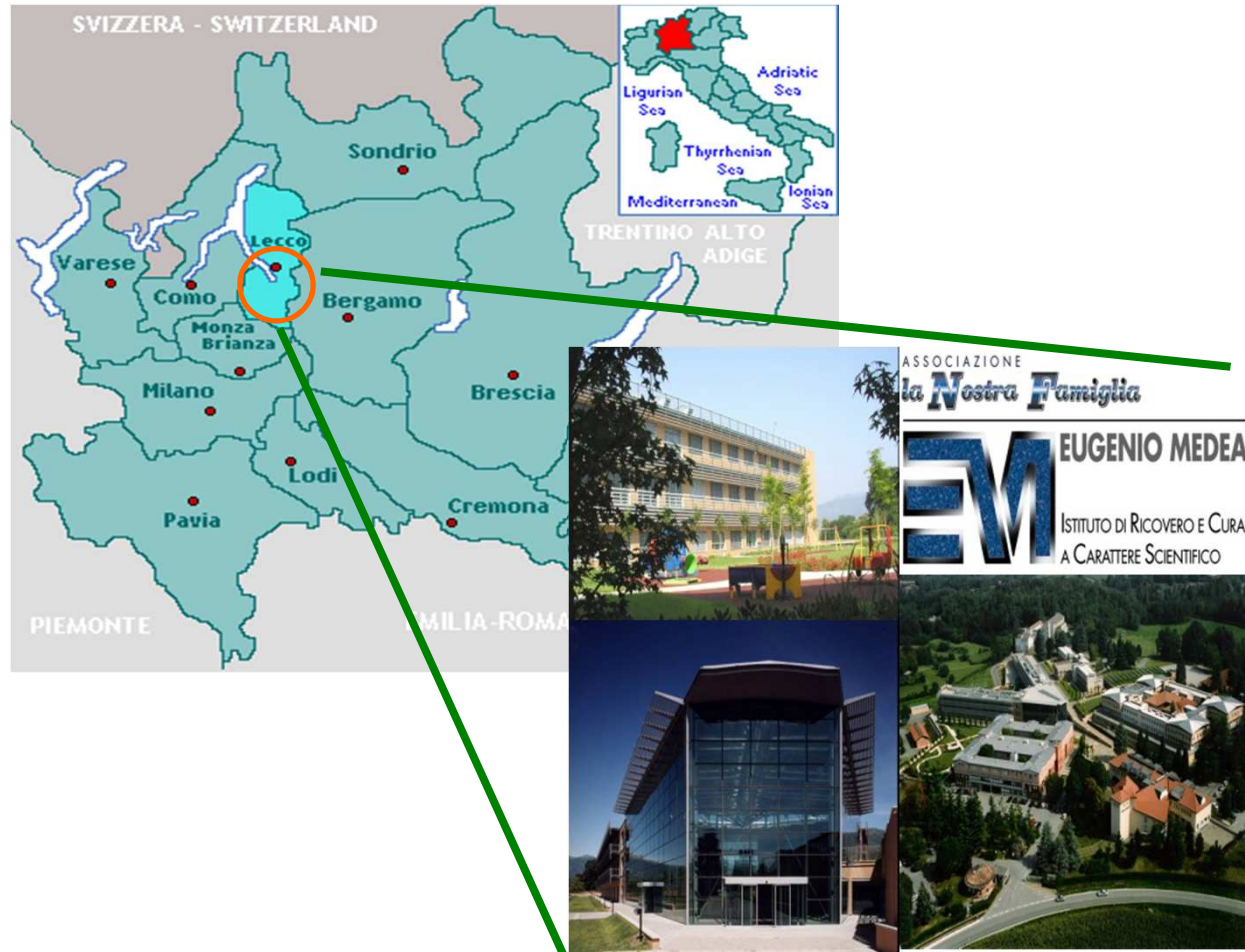 SVIZZERA - SWITZERLAND
Adriatic
Sea
Ligurian
Sea
Thyrrhenian
Sea
Ionian
Sea
Mediterranean
Sondrio
TRENTINO ALTO
ADIGE
Lecco
Varese
Como
Bergamo
Monza
Brianza
Milano
Brescia
Lodi
Pavia
Cremona
PIEMONTE
MILIA-ROMA
ASSOCIAZIONE
la Nostra Famiglia
EM
EUGENIO MEDEA
ISTITUTO DI RICOVERO E CURA
A CARATTERE SCIENTIFICO